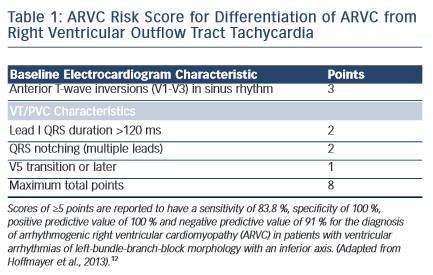 Table 1: ARVC Risk Score for Differentiation of ARVC from
Right Ventricular Outflow Tract Tachycardia
Baseline Electrocardiogram Characteristic Points
Anterior T-wave inversions (V1-V3) in sinus rhythm 3
VT/PVC Characteristics
Lead I QRS duration >120 ms 2
QRS notching (multiple leads) 2
V5 transition or later 1
Maximum total points 8
Scores of ≥5 points are reported to have a sensitivity of 83.8 %, specificity of 100 %,
positive predictive value of 100 % and negative predictive value of 91 % for the diagnosis
of arrhythmogenic right ventricular cardiomyopathy (ARVC) in patients with ventricular
arrhythmias of left-bundle-branch-block morphology with an inferior axis. (Adapted from
Hoffmayer et al., 2013).¹²